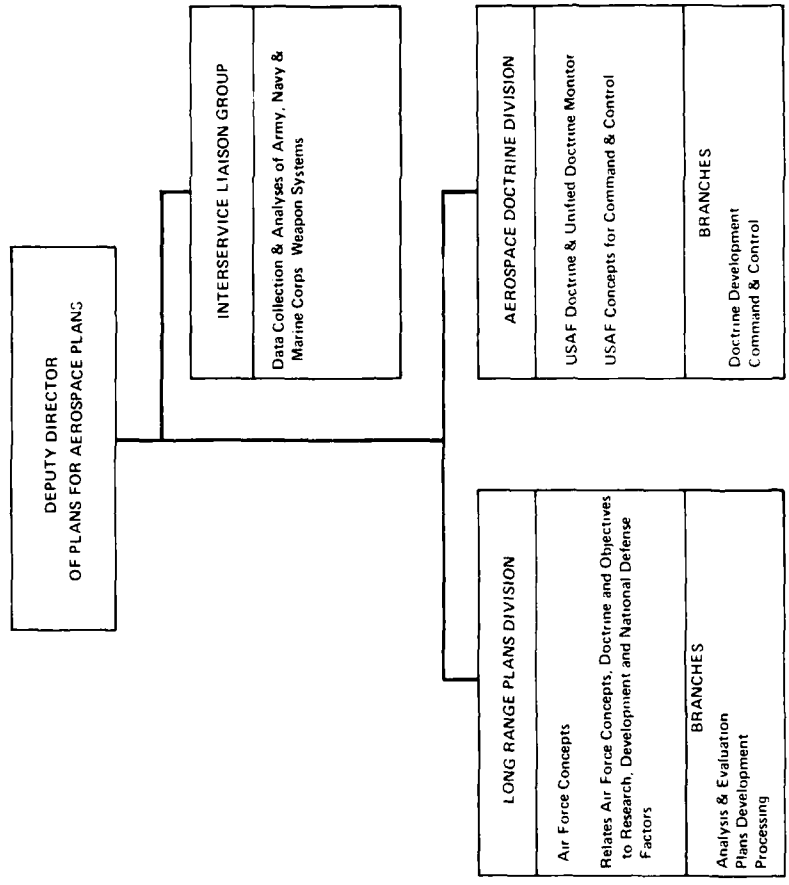 DEPUTY DIRECTOR
OF PLANS FOR AEROSPACE PLANS
INTERSERVICE LIAISON GROUP
Data Collection & Analyses of Army, Navy &
Marine Corps Weapon Systems
LONG RANGE PLANS DIVISION
Air Force Concepts
Relates Air Force Concepts, Doctrine and Objectives
to Research, Development and National Defense
Factors
BRANCHES
Analysis & Evaluation
Plans Development
Processing
AEROSPACE DOCTRINE DIVISION
USAF Doctrine & Unified Doctrine Monitor
USAF Concepts for Command & Control
BRANCHES
Doctrine Development
Command & Control